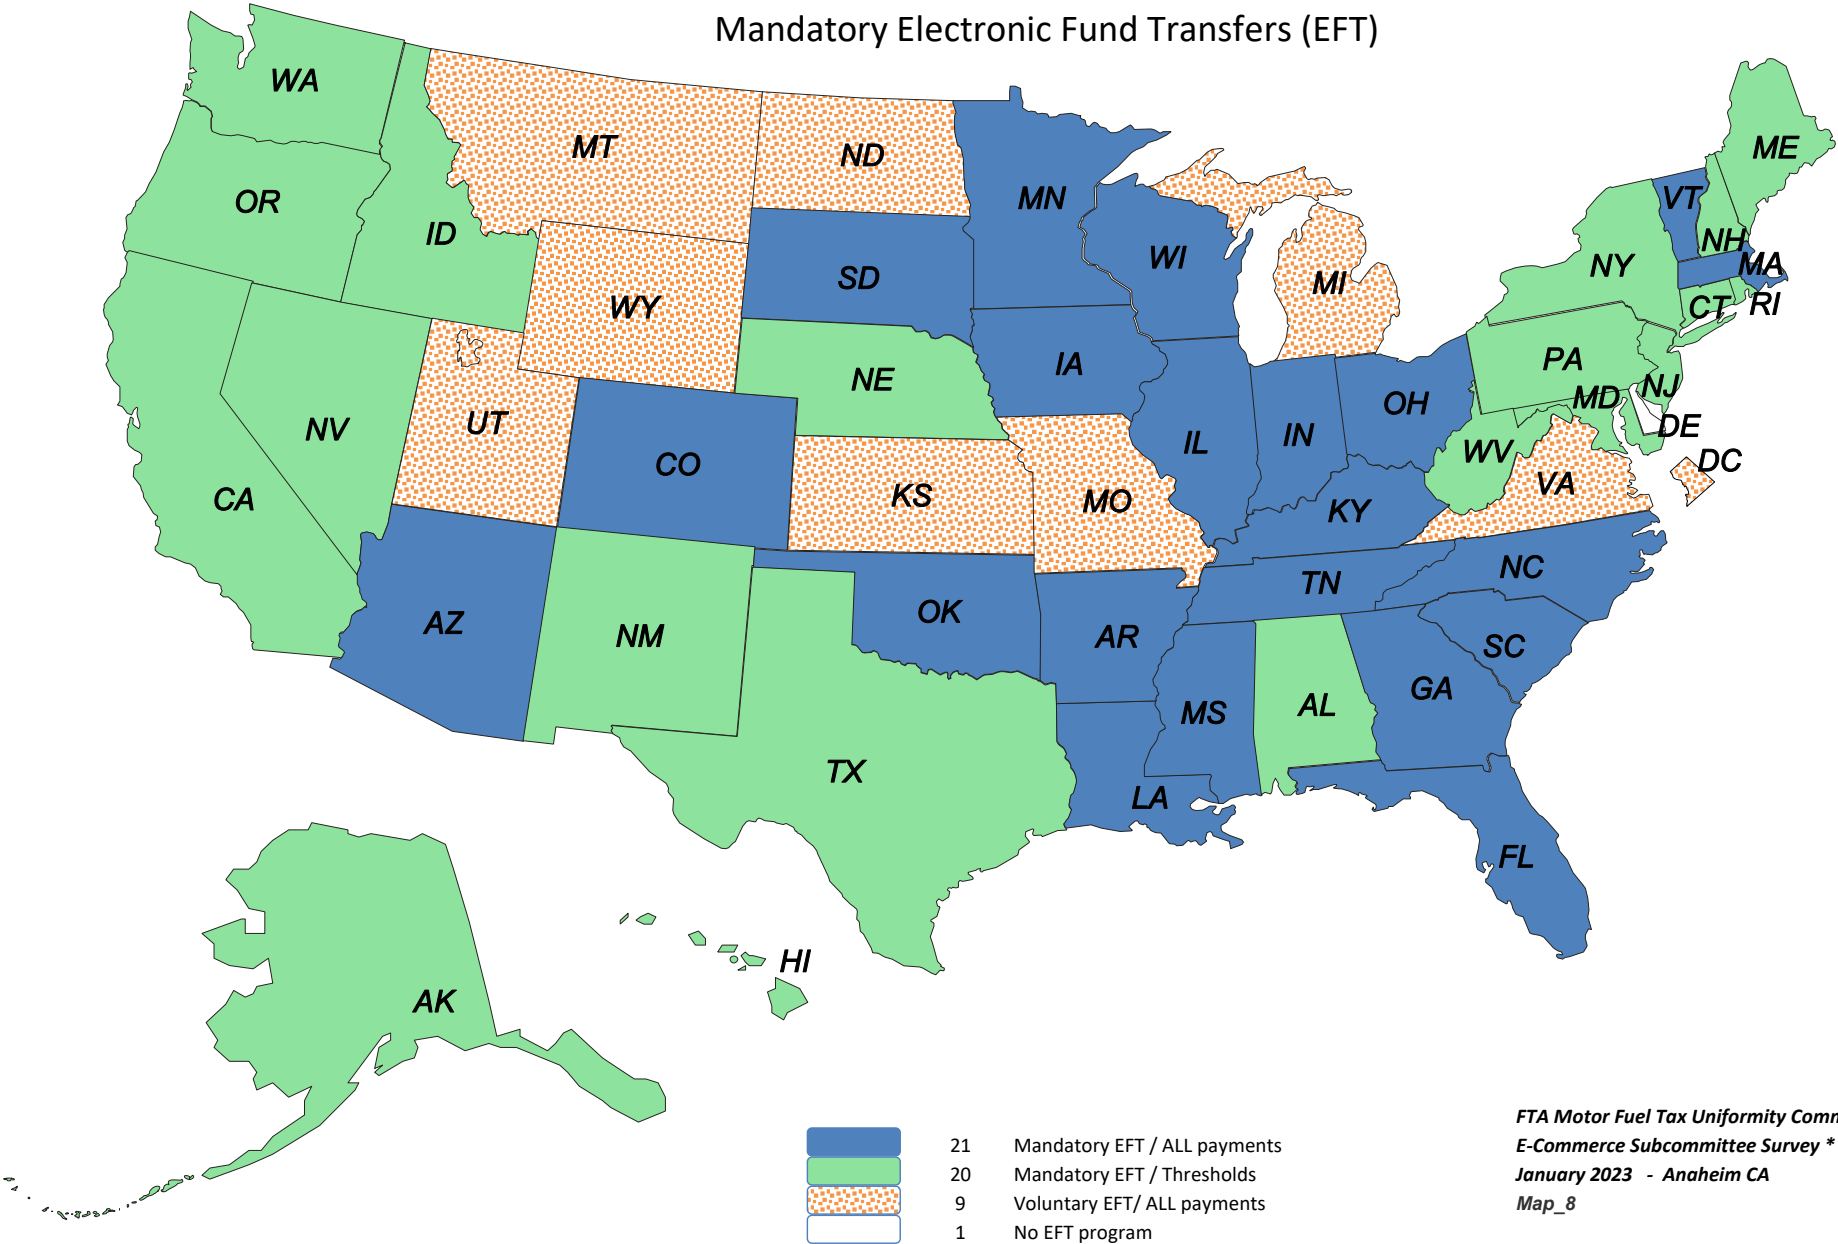 Mandatory Electronic Fund Transfers (EFT)
WA
MT
ND
MN
ME
OR
ID
VT
NH
WI
NY
MA
SD
MI
WY
CT
RI
IA
PA
NE
NJ
MD
OH
UT
NV
DE
IN
IL
WV
CO
DC
VA
CA
KS
MO
KY
NC
TN
AZ
OK
NM
AR
SC
GA
AL
MS
TX
LA
FL
HI
AK
21 Mandatory EFT / ALL payments
20 Mandatory EFT / Thresholds
9 Voluntary EFT/ ALL payments
1 No EFT program
FTA Motor Fuel Tax Uniformity
E-Commerce Subcommittee Survey *
January 2023 - Anaheim CA
Map_8